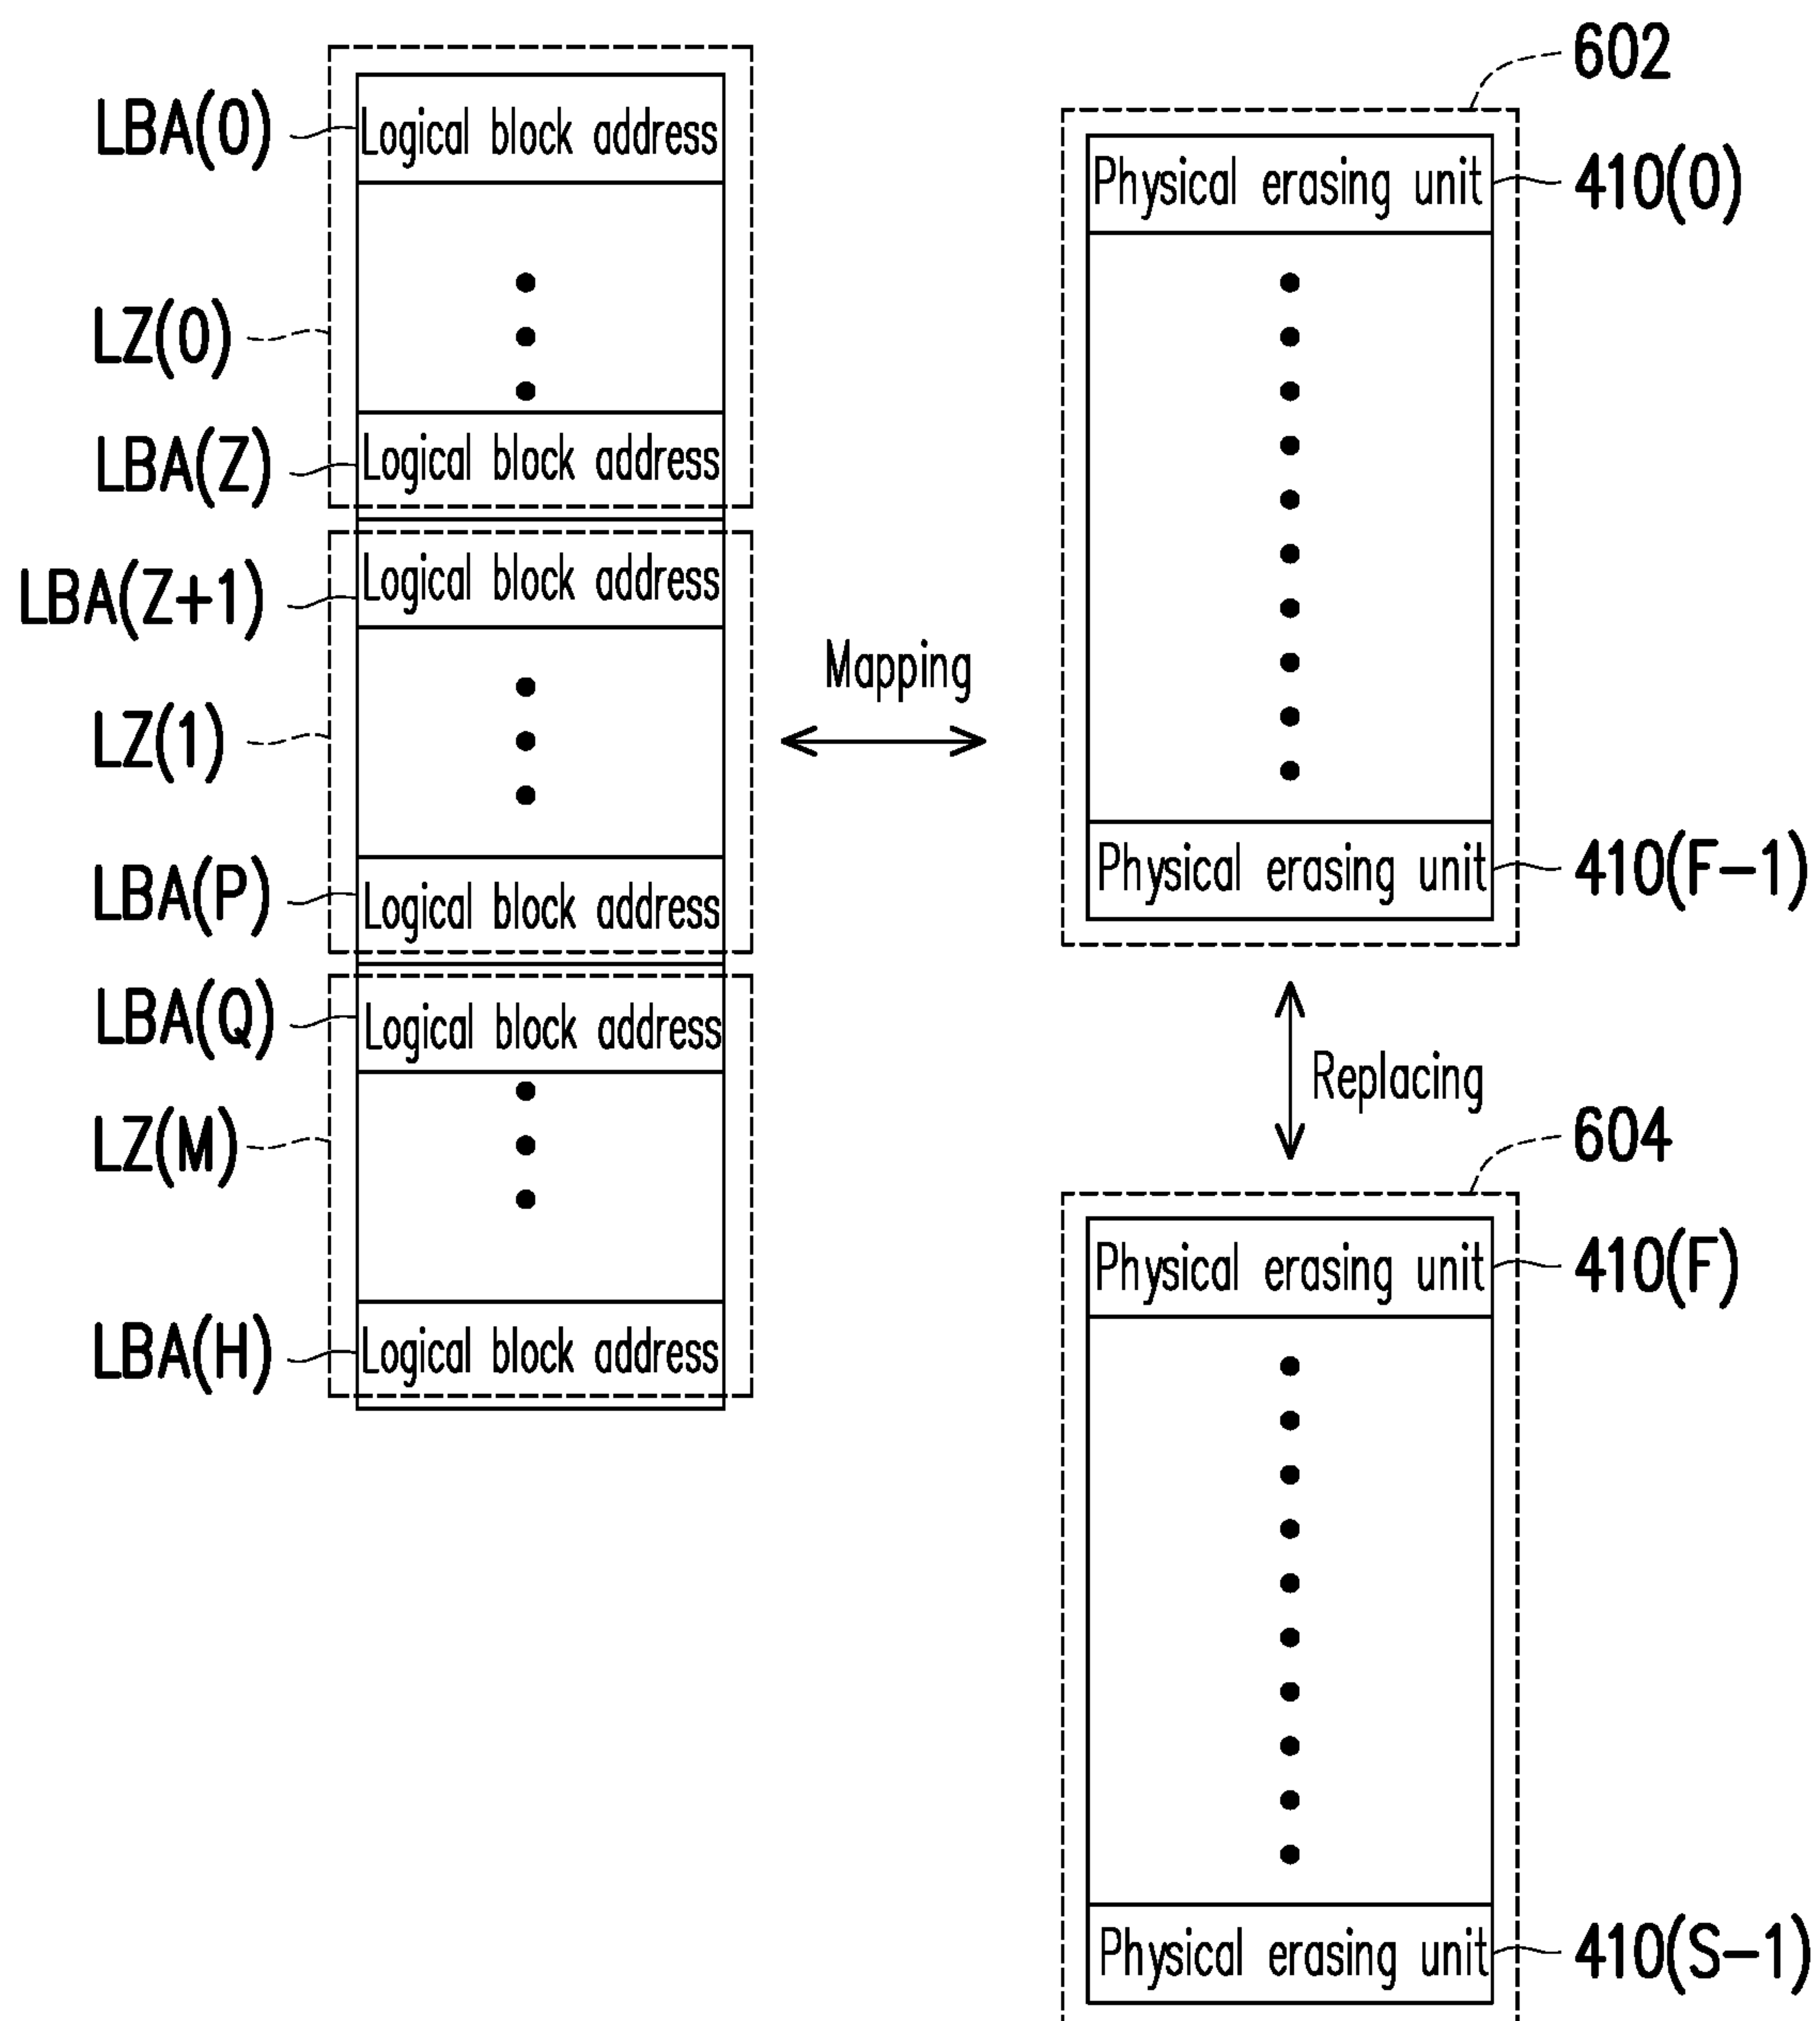 LBA(0)
Logical block address
LZ(0)
LBA(Z)
Logical block address
LBA(Z+1)
Logical block address
LZ(1)
LBA(P)
Logical block address
LBA(Q)
Logical block address
LZ(M)
LBA(H)
Logical block address
Mapping
602
Physical erasing unit
410(0)
Physical erasing unit
410(F-1)
Replacing
604
Physical erasing unit
410(F)
Physical erasing unit
410(S-1)